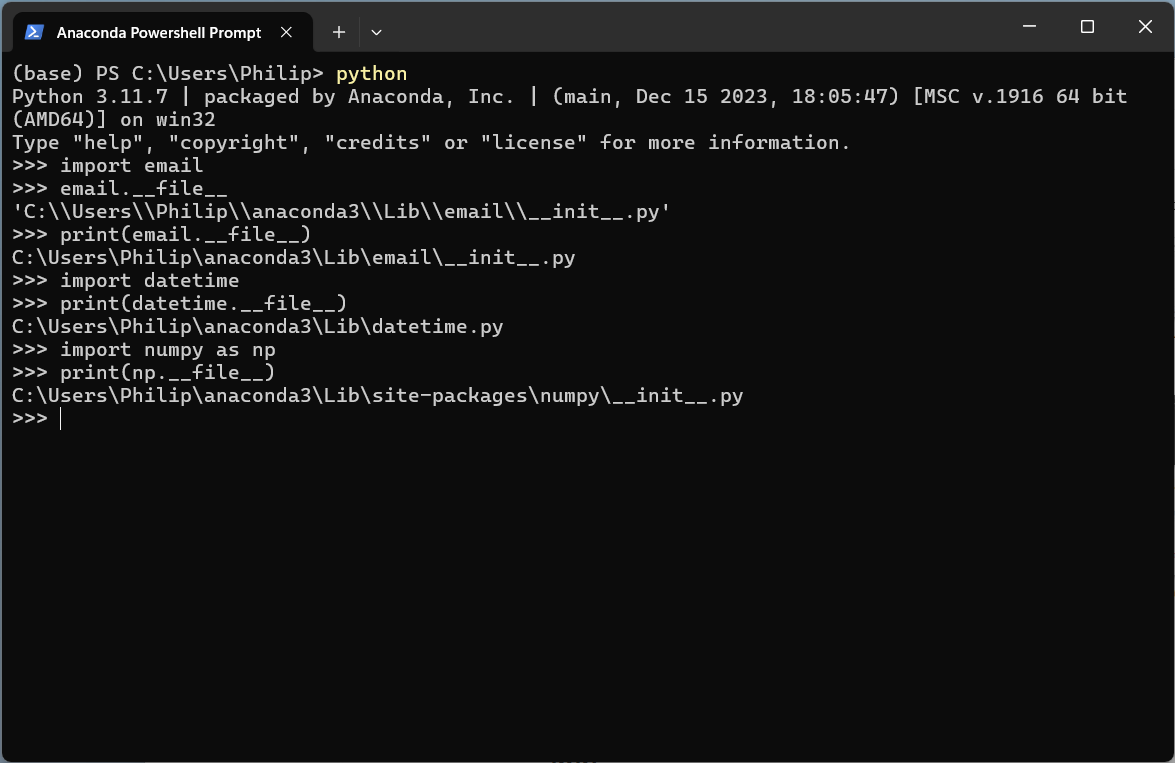 Anaconda Powershell Prompt
(base) PS C:\Users\Philip> python
Python 3.11.7 | packaged by Anaconda, Inc. | (main, Dec 15 2023, 18:05:47) [MSC v.1916 64 bit
(AMD64)] on win32
Type "help", "copyright", "credits" or "license" for more information.
>>> import email
>>> email.__file__
'C:\\Users\\Philip\\anaconda3\\Lib\\email\\__init__.py'
>>> print(email.__file__)
C:\Users\Philip\anaconda3\Lib\email\__init__.py
>>> import datetime
>>> print(datetime.__file__)
C:\Users\Philip\anaconda3\Lib\datetime.py
>>> import numpy as np
>>> print(np.__file__)
C:\Users\Philip\anaconda3\Lib\site-packages\numpy\__init__.py
>>>